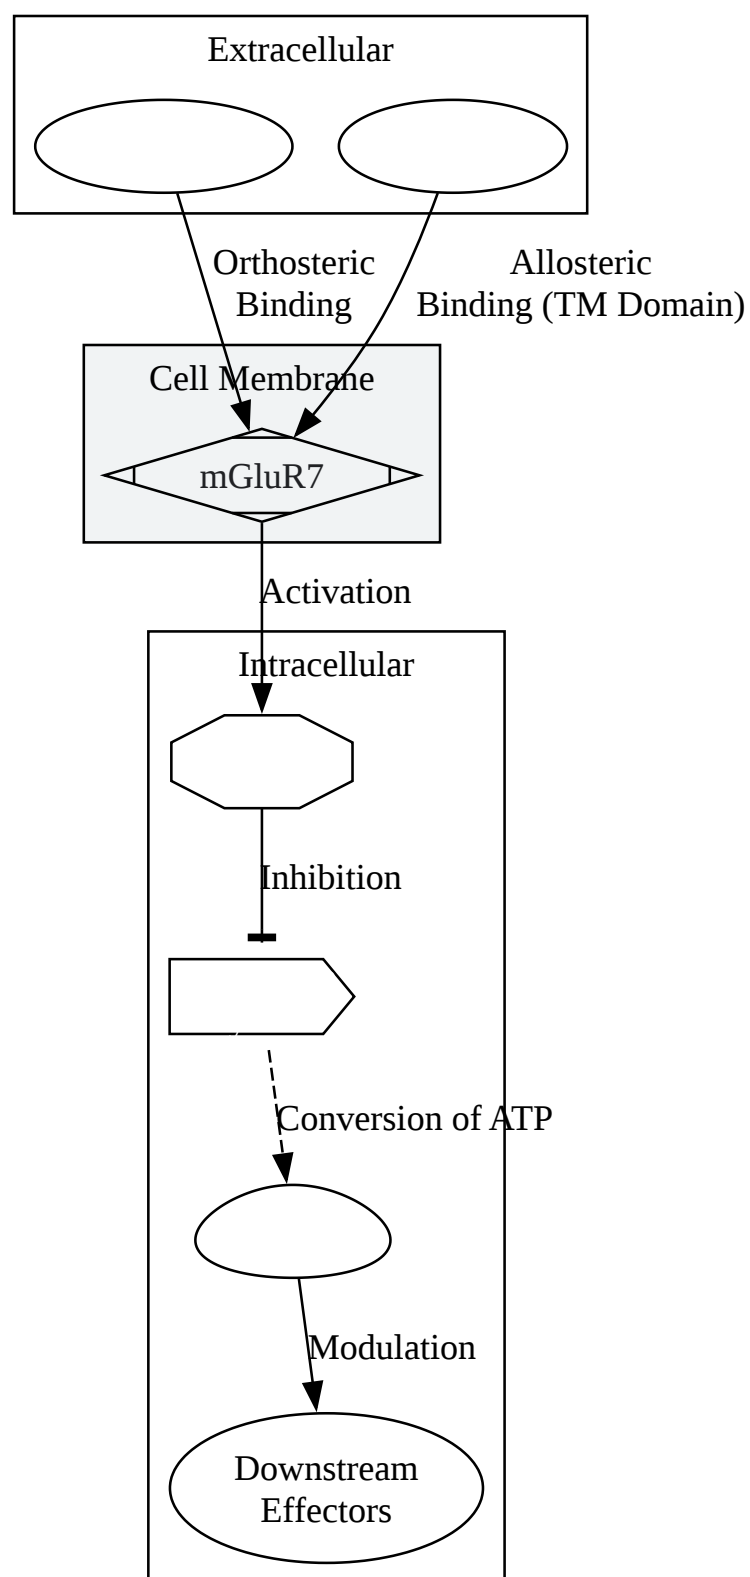 Extracellular
Orthosteric
Binding
Allosteric
Binding (TM Domain)
Cell Membrane
mGluR7
Activation
Intracellular
Inhibition
Conversion of ATP
Modulation
Downstream
Effectors